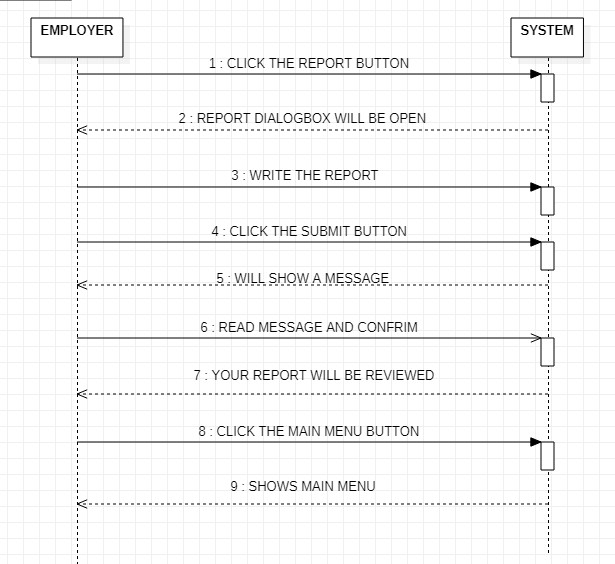 EMPLOYER
SYSTEM
1 : CLICK THE REPORT BUTTON
2 : REPORT DIALOGBOX WILL BE OPEN
3 : WRITE THE REPORT
4 : CLICK THE SUBMIT BUTTON
5 : WILL SHOW A MESSAGE
6 : READ MESSAGE AND CONFRIM
7 : YOUR REPORT WILL BE REVIEWED
8 : CLICK THE MAIN MENU BUTTON
9 : SHOWS MAIN MENU